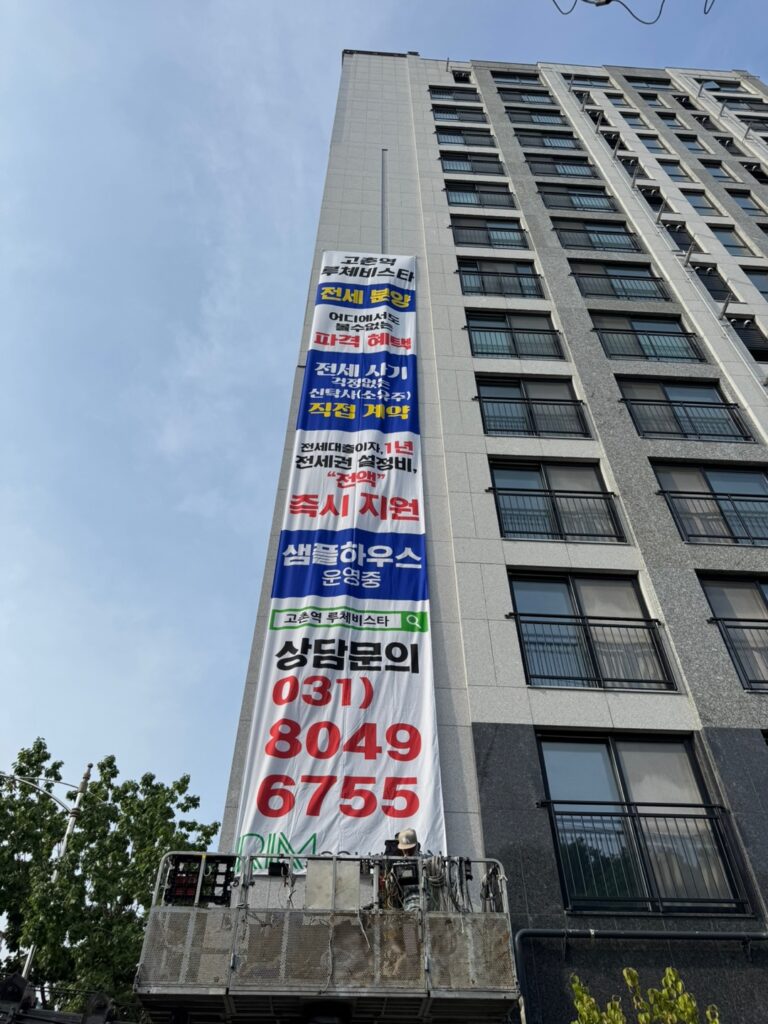 고촌역
루체비스타
전세 분양
어디에서도
볼수없는
파격 혜택
전세 사기
걱정없는
신탁사(소유주)
직접 계약
전세대출이자, 1년
전세권 설정비,
"전액"
즉시 지원
샘플하우스
운영중
고촌역 루체비스타
상담문의
031)
8049
6755
RIM